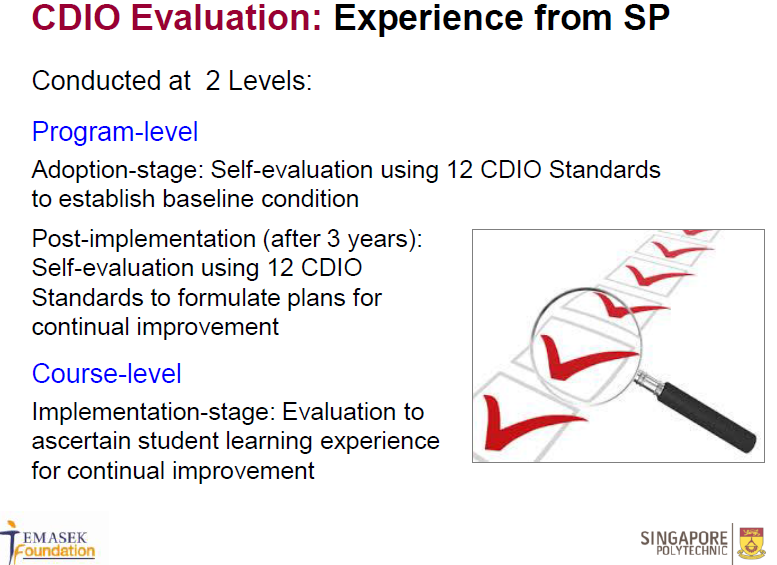 CDIO Evaluation: Experience from SP
Conducted at  2 Levels:
Program-level
Adoption-stage: Self-evaluation using 12 CDIO Standards
to establish baseline condition
Post-implementation (after 3 years):
Self-evaluation using 12 CDIO
Standards to formulate plans for
continual improvement
Course-level
Implementation-stage: Evaluation to
ascertain student learning experience
for continual improvement
TEMASEK
Foundation
SINGAPORE
POLYTECHNIC